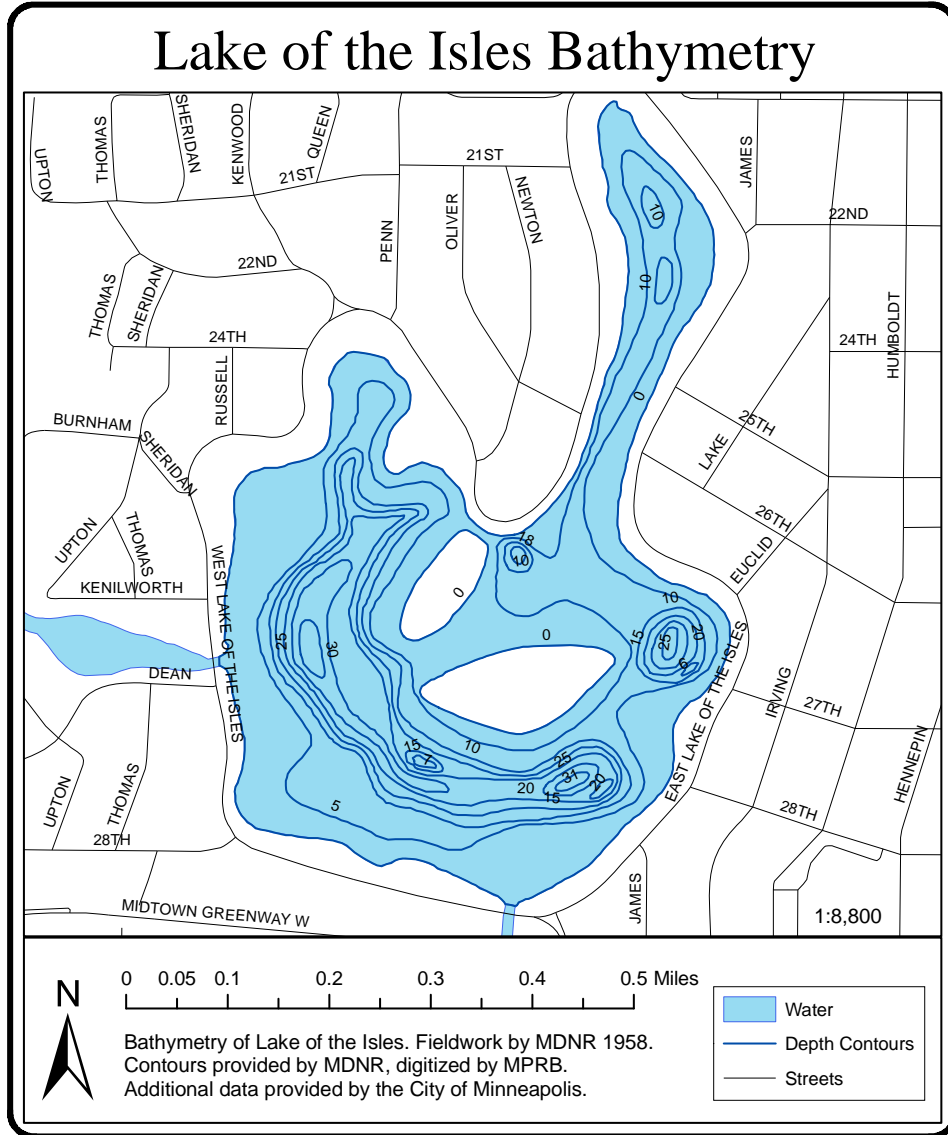 Lake of the Isles Bathymetry
UPTON
THOMAS
SHERIDAN
KENWOOD
QUEEN
21ST
21ST
JAMES
PENN
OLIVER
NEWTON
10
22ND
22ND
THOMAS
SHERIDAN
10
HUMBOLDT
24TH
24TH
RUSSELL
0
BURNHAM
SHERIDAN
25TH
LAKE
UPTON
THOMAS
26TH
EUCLID
18
10
KENILWORTH
WEST LAKE OF THE ISLES
0
10
0
25
30
15
25
20
6
DEAN
EAST LAKE OF THE ISLES
IRVING
27TH
HENNEPIN
UPTON
THOMAS
15
7
10
25
31
20
20
15
5
28TH
28TH
JAMES
MIDTOWN GREENWAY W
1:8,800
N
0 0.05 0.1 0.2 0.3 0.4 0.5 Miles
Bathymetry of Lake of the Isles. Fieldwork by MDNR 1958.
Contours provided by MDNR, digitized by MPRB.
Additional data provided by the City of Minneapolis.
Water
Depth Contours
Streets